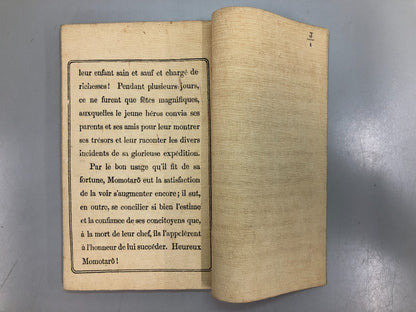 leur enfant sain et sauf et chargé de
richesses! Pendant plusieurs jours,
ce ne furent que fêtes magnifiques,
auxquelles le jeune héros convia ses
parents et ses amis pour leur montrer
ses trésors et leur raconter les divers
incidents de sa glorieuse expédition.
Par le bon usage qu'il fit de sa
fortune, Momotarō eut la satisfaction
de la voir s'augmenter encore; il sut,
en outre, se concilier si bien l'estime
et la confiance de ses concitoyens que,
à la mort de leur chef, ils l'appelèrent
à l'honneur de lui succéder. Heureux
Momotarō!
3
1